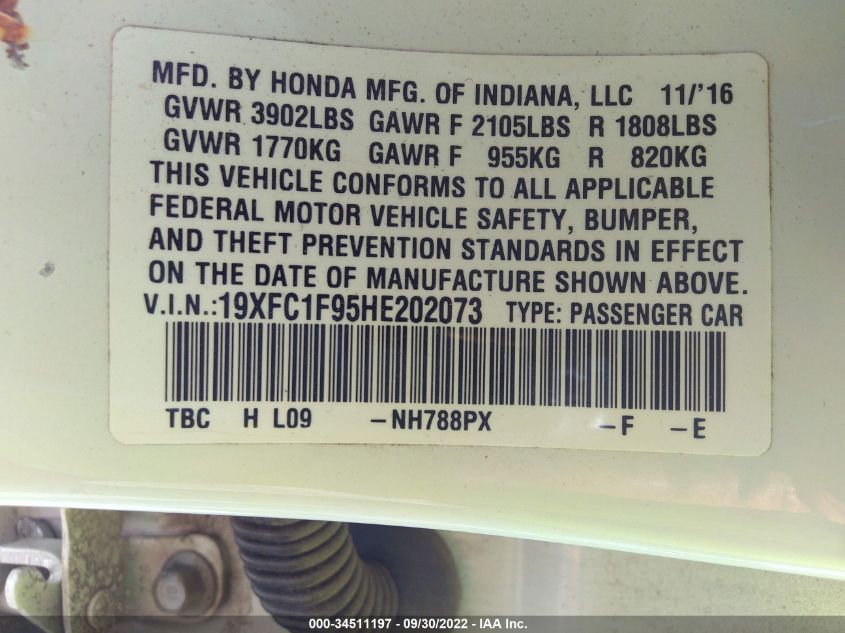 MFD. BY HONDA MFG. OF INDIANA, LLC 11/'16
GVWR 3902LBS GAWR F 2105LBS R 1808LBS
GVWR 1770KG GAWR F 955KG R 820KG
THIS VEHICLE CONFORMS TO ALL APPLICABLE
FEDERAL MOTOR VEHICLE SAFETY, BUMPER,
AND THEFT PREVENTION STANDARDS IN EFFECT
ON THE DATE OF MANUFACTURE SHOWN ABOVE.
V.I.N.:19XFC1F95HE202073 TYPE: PASSENGER CAR
TBC H L09 -NH788PX -F -E
000-34511197 - 09/30/2022 - IAA Inc.